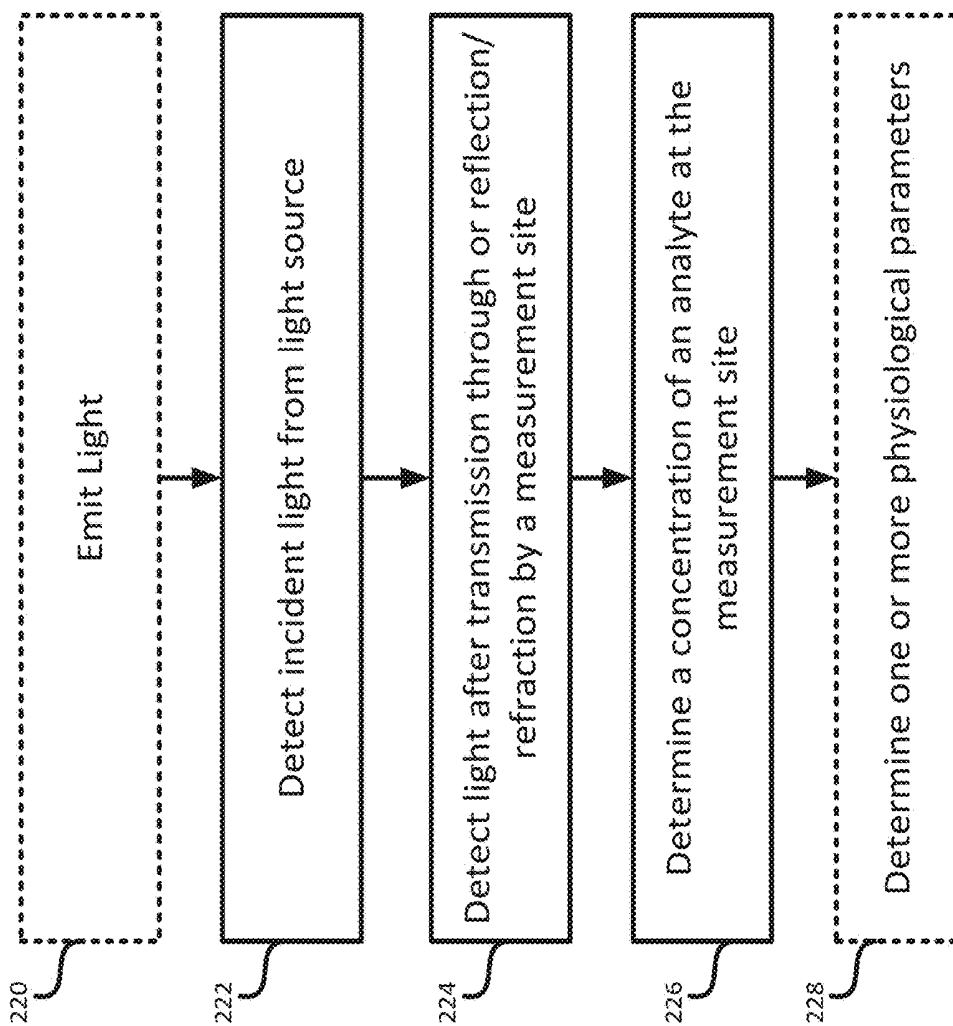 220
Emit Light
222
Detect incident light from light source
224
Detect light after transmission through or reflection/
refraction by a measurement site
226
Determine a concentration of an analyte at the
measurement site
228
Determine one or more physiological parameters